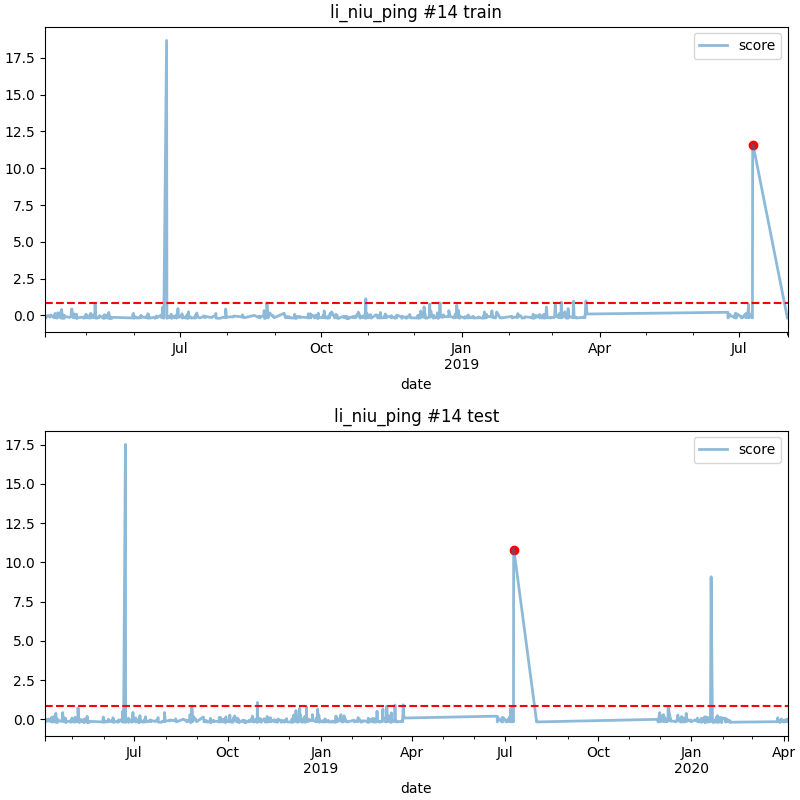 li_niu_ping #14 train
score
17.5
15.0
12.5
10.0
7.5
5.0
2.5
0.0
Jul
Oct
Jan
2019
Apr
Jul
date
li_niu_ping #14 test
score
17.5
15.0
12.5
10.0
7.5
5.0
2.5
0.0
Jul
Oct
Jan
2019
Apr
Jul
Oct
Jan
2020
Apr
date